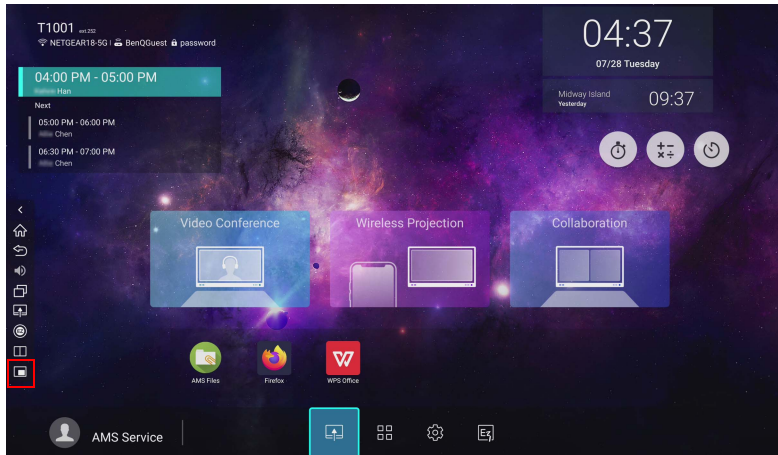 T1001 ext.252
NETGEAR18-5G | BenQGuest password
04:00 PM - 05:00 PM
Han
Next
05:00 PM - 06:00 PM
Chen
06:30 PM - 07:00 PM
Chen
04:37
07/28 Tuesday
Midway Island
Yesterday
09:37
Video Conference
Wireless Projection
Collaboration
AMS Files
Firefox
WPS Office
AMS Service